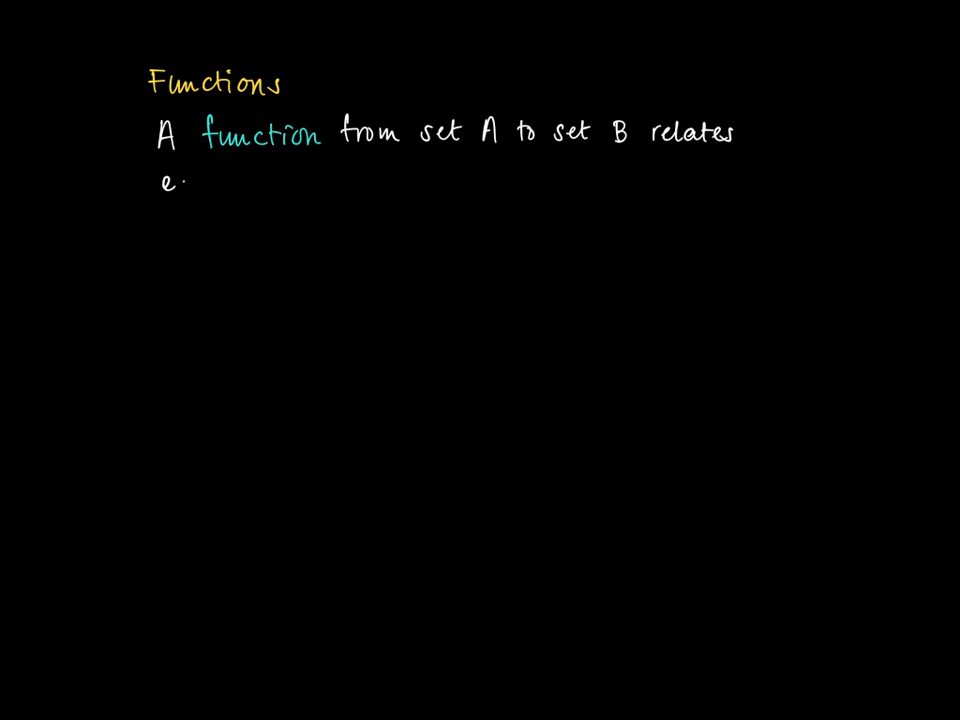 Functions
A function from set A to set B relates
e